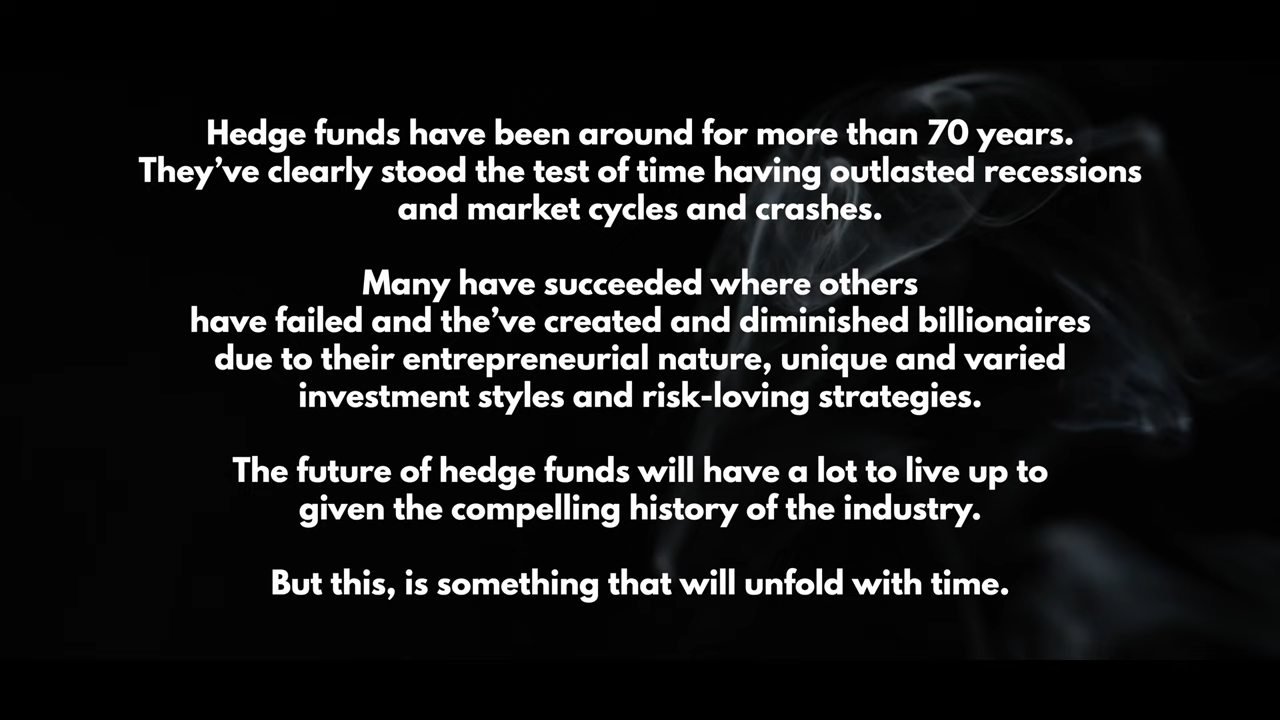 Hedge funds have been around for more than 70 years.
They’ve clearly stood the test of time having outlasted recessions
and market cycles and crashes.
Many have succeeded where others
have failed and the’ve created and diminished billionaires
due to their entrepreneurial nature, unique and varied
investment styles and risk-loving strategies.
The future of hedge funds will have a lot to live up to
given the compelling history of the industry.
But this, is something that will unfold with time.